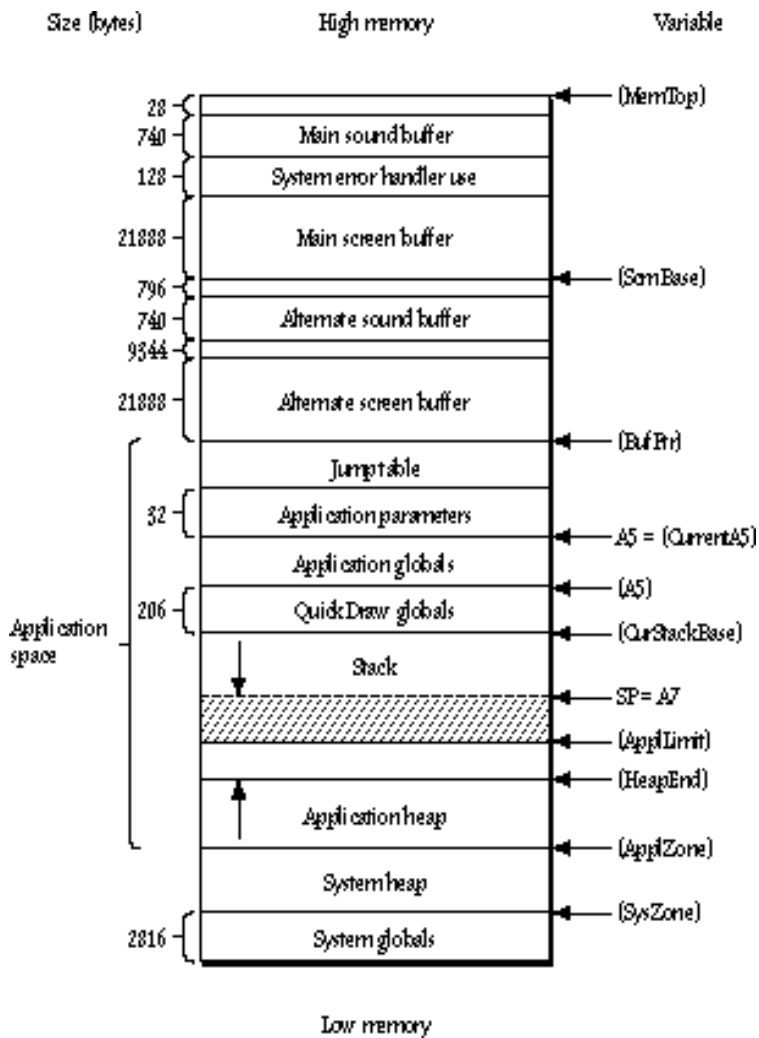 Size (bytes) High memory Variable
(MemTop)
28
740 Main sound buffer
128 System error handler use
21888 Main screen buffer
(ScrnBase)
796
740 Alternate sound buffer
9344
21888 Alternate screen buffer
(BufPtr)
Jump table
32 Application parameters
A5 = (CurrentA5)
Application globals
(A5)
206 QuickDraw globals
(CurStackBase)
Application
space
Stack
SP = A7
(ApplLimit)
(HeapEnd)
Application heap
(ApplZone)
System heap
(SysZone)
2816 System globals
Low memory